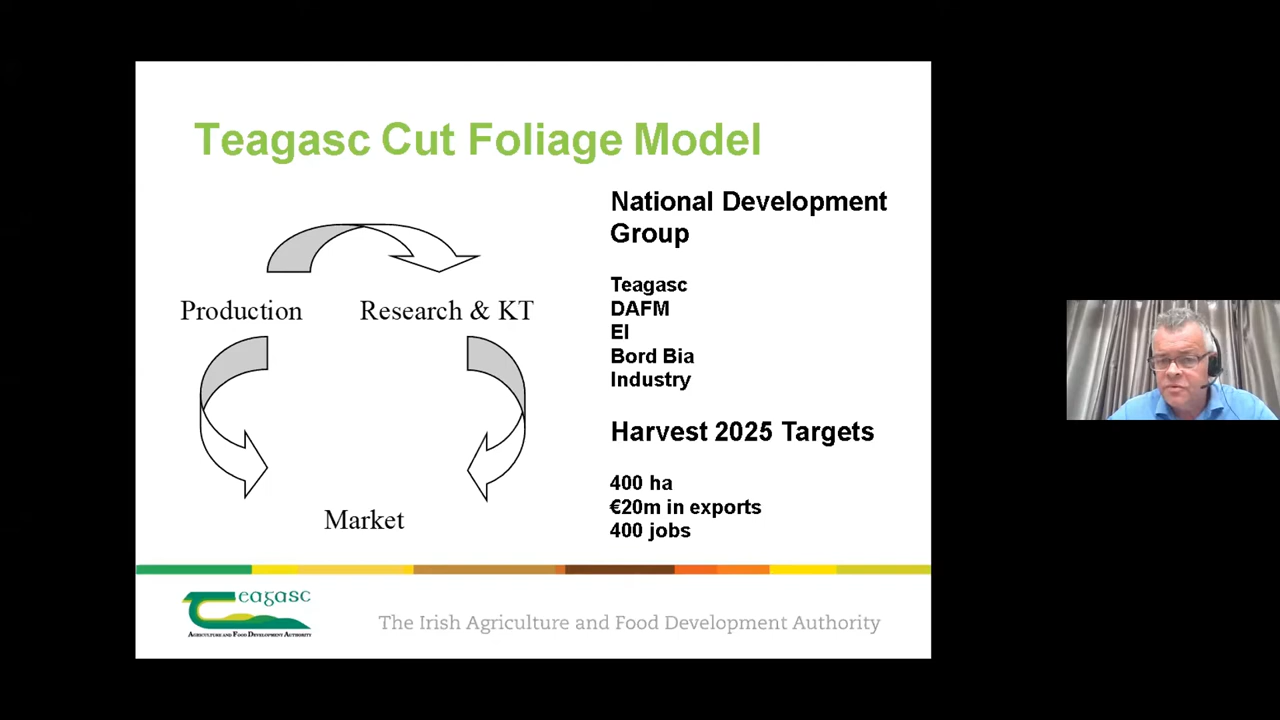 Teagasc Cut Foliage Model
Production
Research & KT
Market
National Development
Group
Teagasc
DAFM
EI
Bord Bia
Industry
Harvest 2025 Targets
400 ha
€20m in exports
400 jobs
Teagasc
AGRICULTURE AND FOOD DEVELOPMENT AUTHORITY
The Irish Agriculture and Food Development Authority